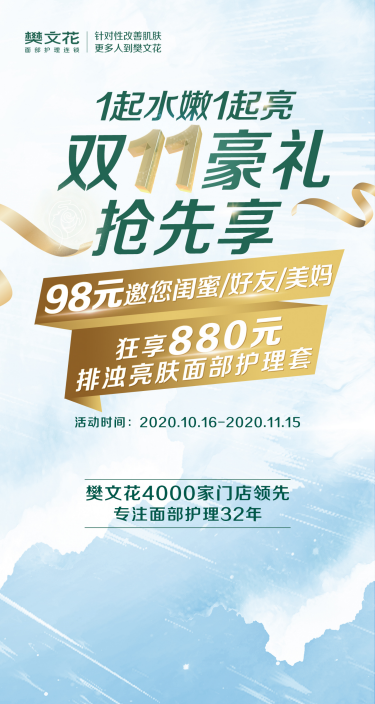 樊文花
面部护理连锁
针对性改善肌肤
更多人到樊文花
1起水嫩1起亮
双11豪礼
抢先享
98元邀您闺蜜/好友/美妈
狂享880元
排浊亮肤面部护理套
活动时间：2020.10.16-2020.11.15
樊文花4000家门店领先
专注面部护理32年